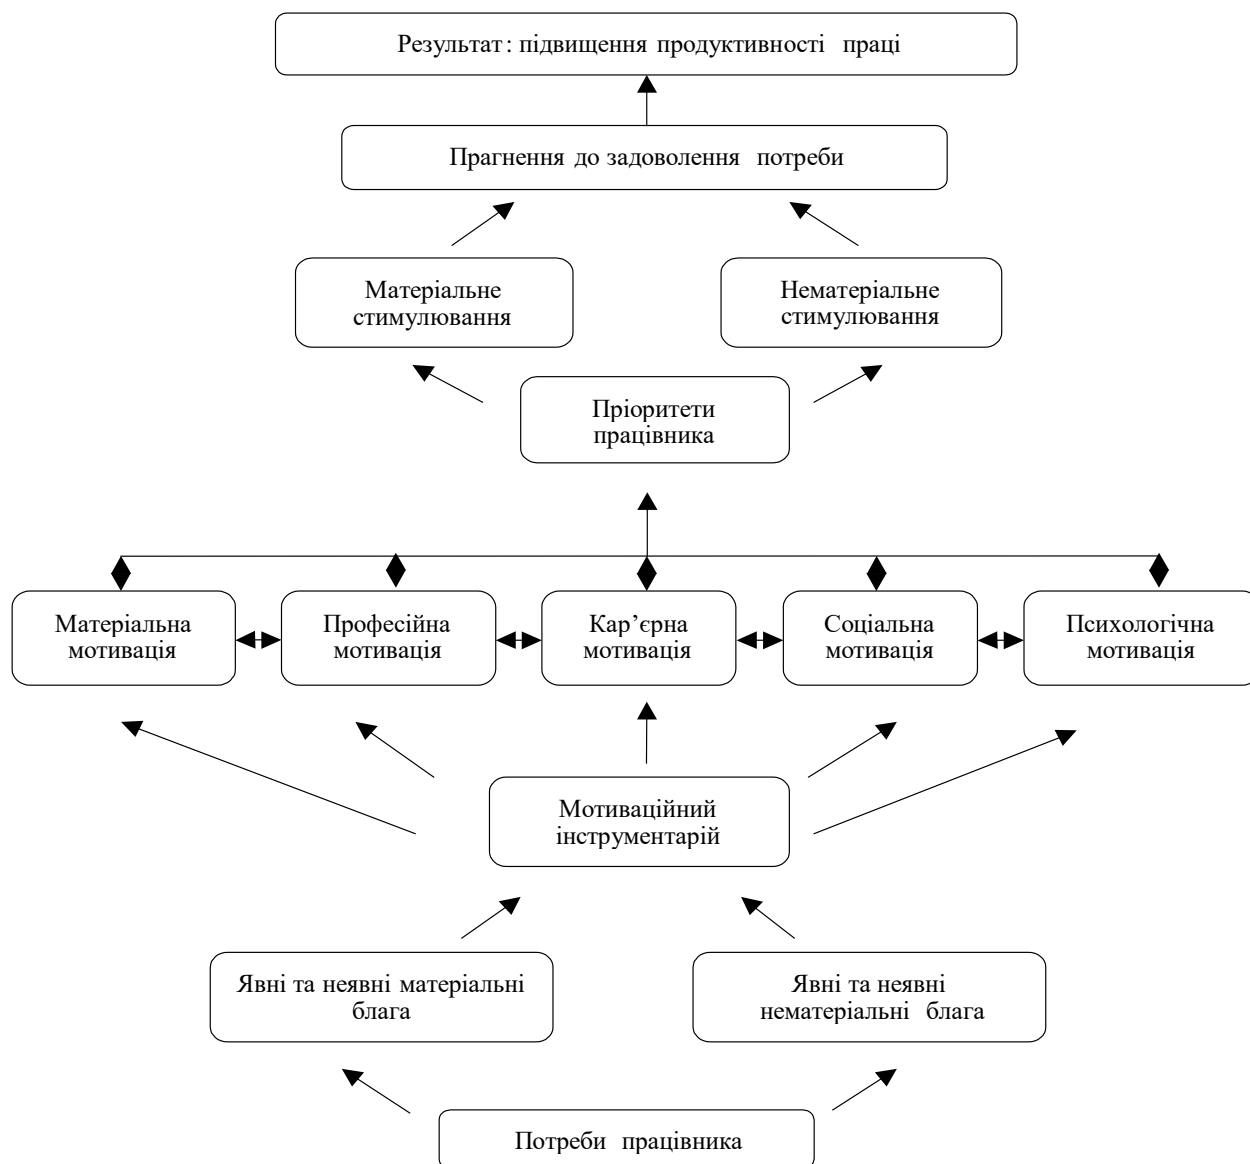 Результат: підвищення продуктивності праці
Прагнення до задоволення потреби
Матеріальне
стимулювання
Нематеріальне
стимулювання
Пріоритети
працівника
Матеріальна
мотивація
Професійна
мотивація
Кар’єрна
мотивація
Соціальна
мотивація
Психологічна
мотивація
Мотиваційний
інструментарій
Явні та неявні матеріальні
блага
Явні та неявні
нематеріальні блага
Потреби працівника